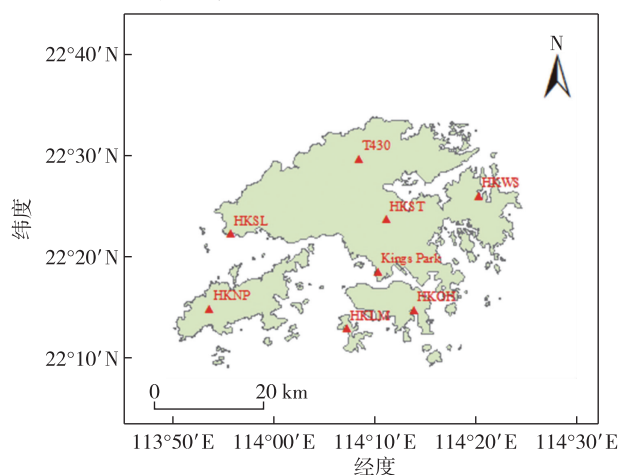 22°40′N
N
22°30′N
T430
HKWS
HKST
HKSL
纬度
22°20′N
Kings Park
HKNP
HKOH
HKLM
22°10′N
0 20 km
113°50′E 114°00′E 114°10′E 114°20′E 114°30′E
经度